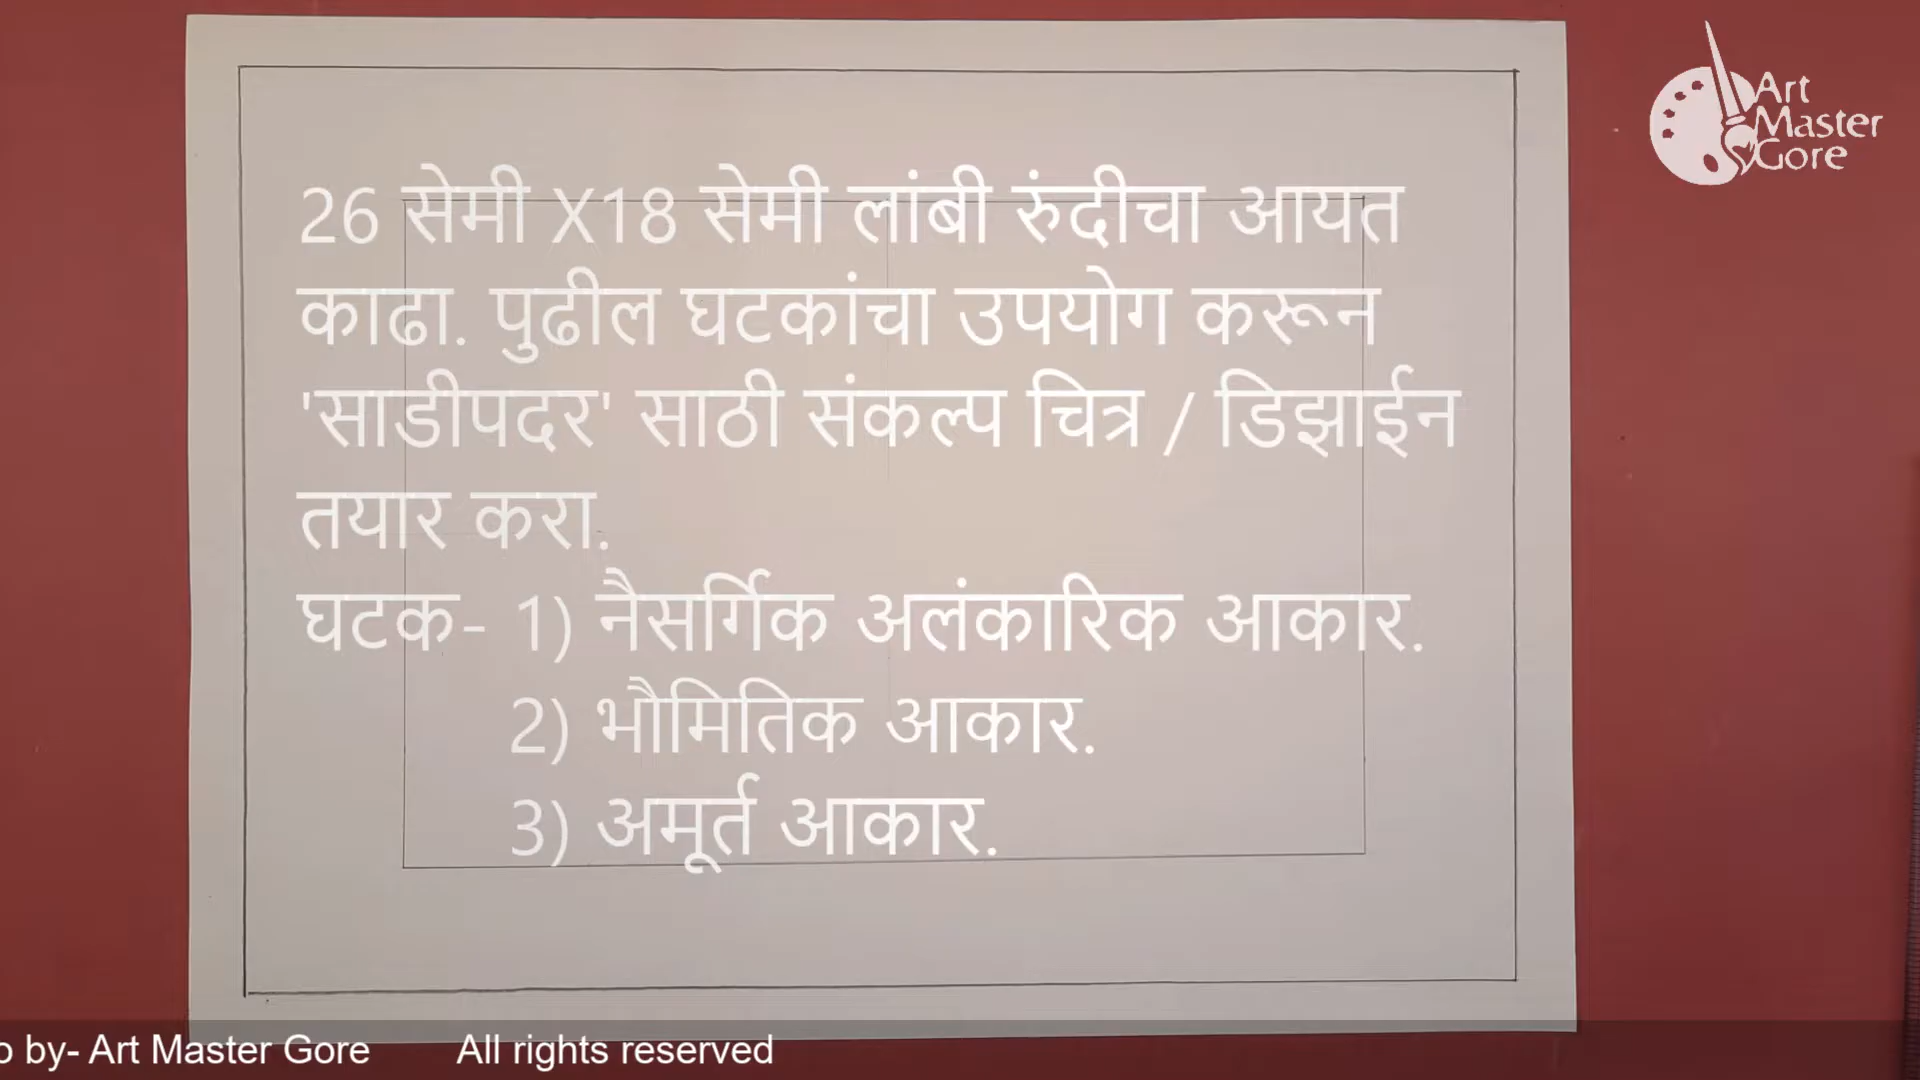 Art
Master
Gore
26 सेमी X18 सेमी लांबी रुंदीचा आयत
काढा. पुढील घटकांचा उपयोग करून
'साडीपदर' साठी संकल्प चित्र / डिझाईन
तयार करा.
घटक- 1) नैसर्गिक अलंकारिक आकार.
2) भौमितिक आकार.
3) अमूर्त आकार.
o by- Art Master Gore All rights reserved